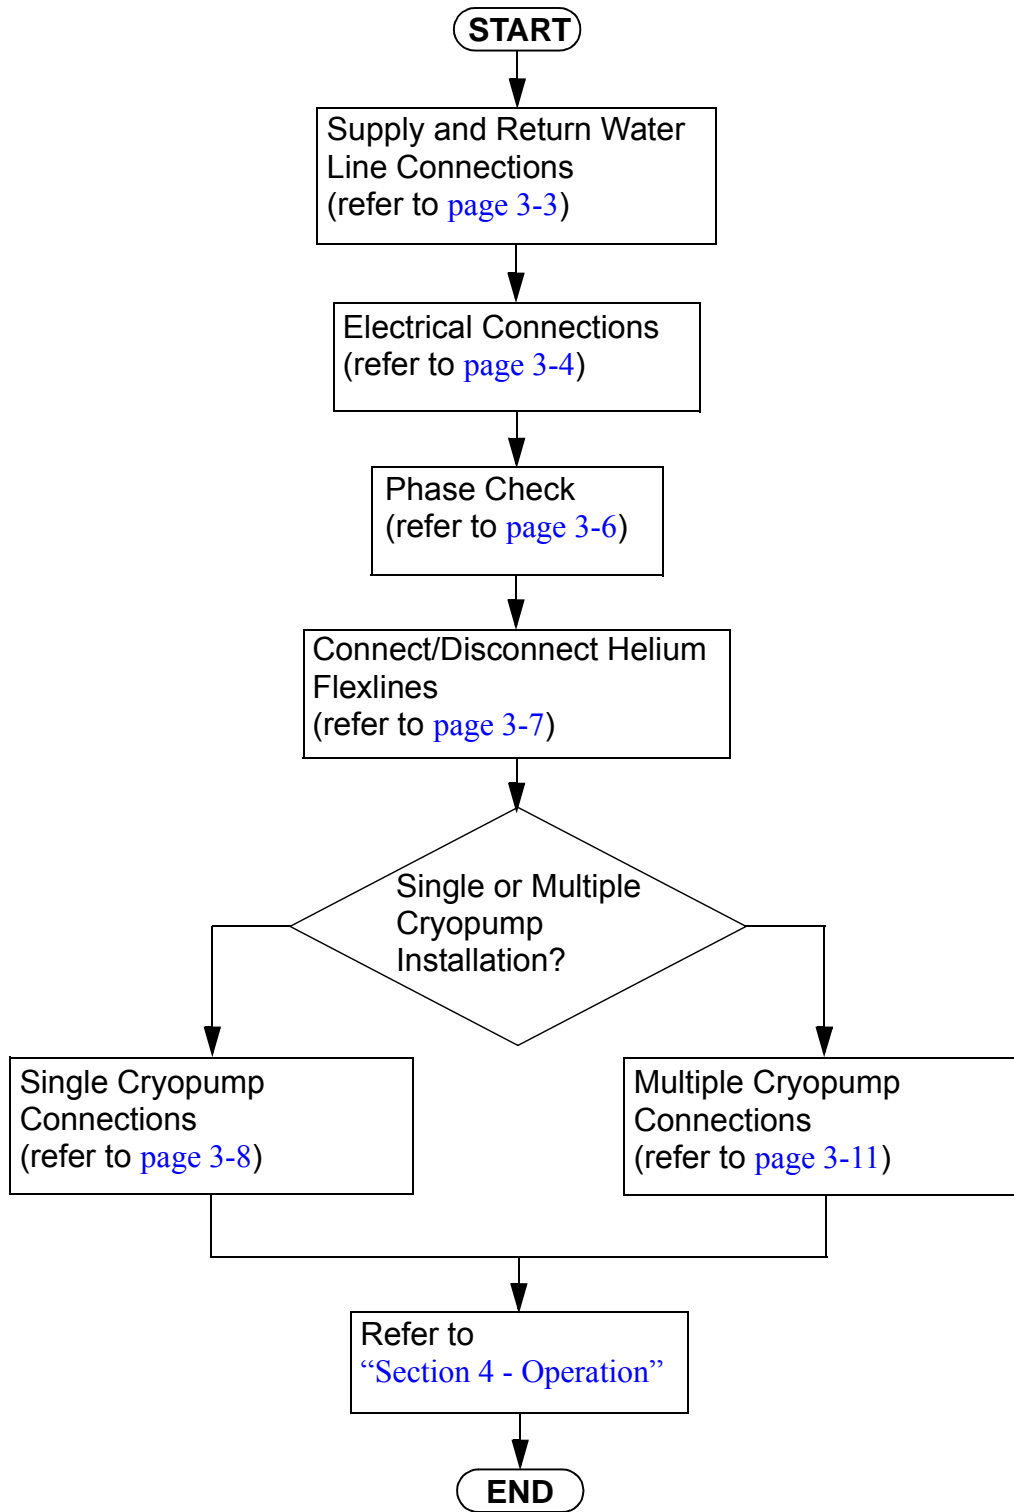 START
Supply and Return Water
Line Connections
(refer to page 3-3)
Electrical Connections
(refer to page 3-4)
Phase Check
(refer to page 3-6)
Connect/Disconnect Helium
Flexlines
(refer to page 3-7)
Single or Multiple
Cryopump
Installation?
Single Cryopump
Connections
(refer to page 3-8)
Multiple Cryopump
Connections
(refer to page 3-11)
Refer to
“Section 4 - Operation”
END